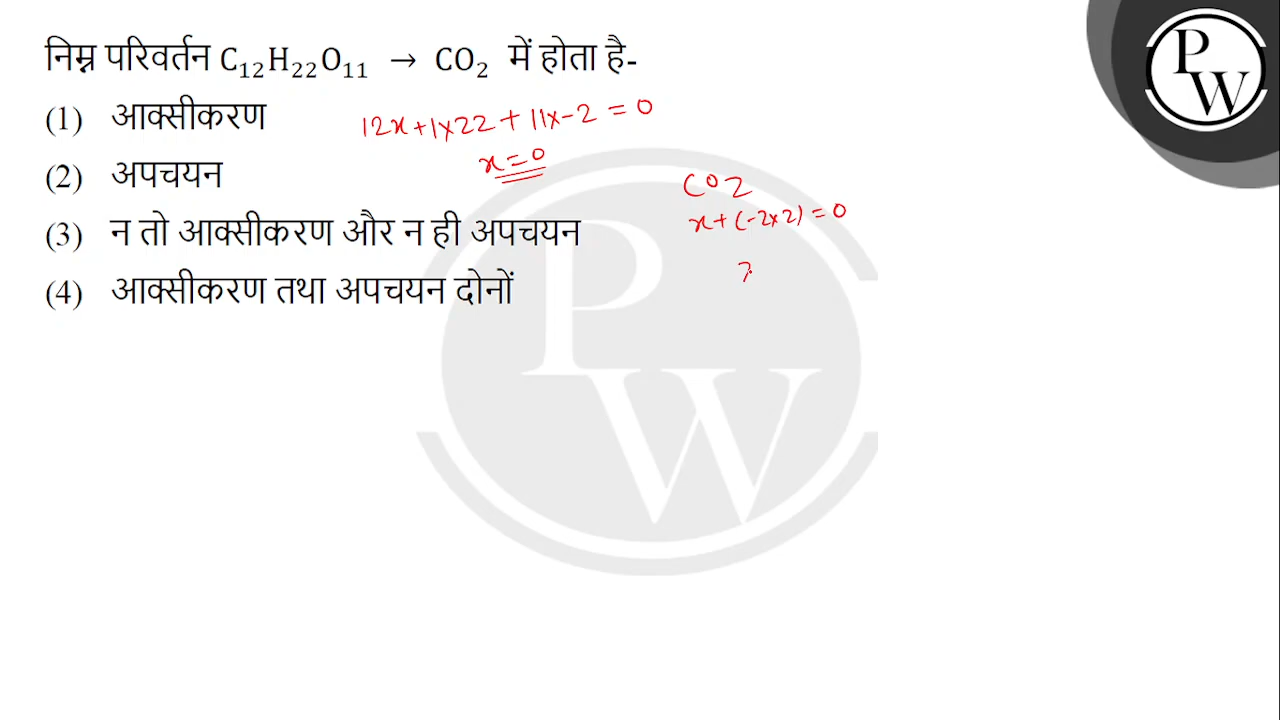 निम्न परिवर्तन C₁₂H₂₂O₁₁ → CO₂ में होता है-
(1) आक्सीकरण
12x+1×22+11×-2=0
x=0
(2) अपचयन
CO2
x+(-2×2)=0
(3) न तो आक्सीकरण और न ही अपचयन
(4) आक्सीकरण तथा अपचयन दोनों
PW
PW